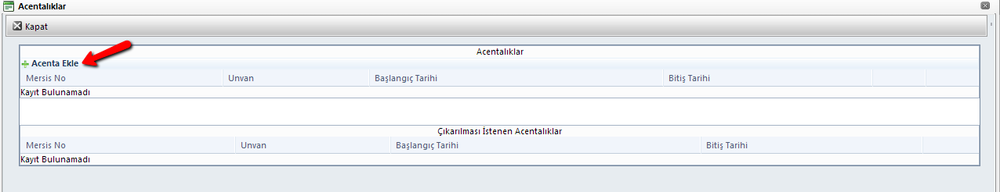 Acentalıklar
Kapat
Acentalıklar
Acenta Ekle
Mersis No Unvan Başlangıç Tarihi Bitiş Tarihi
Kayıt Bulunamadı
Çıkarılması İstenen Acentalıklar
Mersis No Unvan Başlangıç Tarihi Bitiş Tarihi
Kayıt Bulunamadı